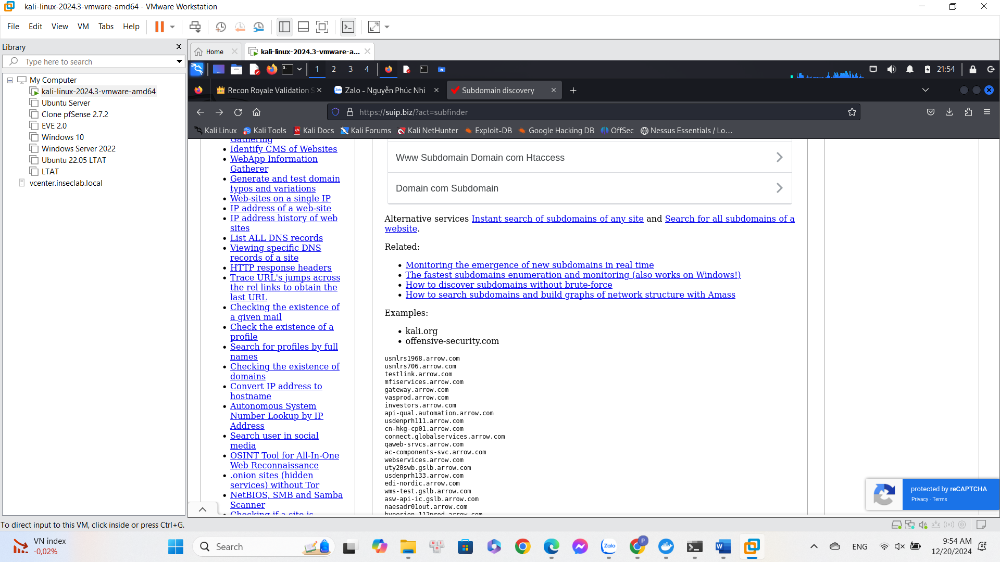 kali-linux-2024.3-vmware-amd64 - VMware Workstation
File Edit View VM Tabs Help
Library
Type here to search
My Computer
kali-linux-2024.3-vmware-amd64
Ubuntu Server
Clone pfSense 2.7.2
EVE 2.0
Windows 10
Windows Server 2022
Ubuntu 22.05 LTAT
LTAT
vcenter.inseclab.local
Home
kali-linux-2024.3-vmware-a...
1 2 3 4
21:54
Recon Royale Validation S
Zalo - Nguyễn Phúc Nhi
Subdomain discovery
https://suip.biz/?act=subfinder
Kali Linux Kali Tools Kali Docs Kali Forums Kali NetHunter Exploit-DB Google Hacking DB OffSec Nessus Essentials / Lo...
Gathering
Identify CMS of Websites
WebApp Information
Gatherer
Generate and test domain
typos and variations
Web-sites on a single IP
IP address of a web-site
IP address history of web
sites
List ALL DNS records
Viewing specific DNS
records of a site
HTTP response headers
Trace URL's jumps across
the rel links to obtain the
last URL
Checking the existence of
a given mail
Check the existence of a
profile
Search for profiles by full
names
Checking the existence of
domains
Convert IP address to
hostname
Autonomous System
Number Lookup by IP
Address
Search user in social
media
OSINT Tool for All-In-One
Web Reconnaissance
.onion sites (hidden
services) without Tor
NetBIOS, SMB and Samba
Scanner
Checking if a site is
Www Subdomain Domain com Htaccess
Domain com Subdomain
Alternative services Instant search of subdomains of any site and Search for all subdomains of a
website.
Related:
Monitoring the emergence of new subdomains in real time
The fastest subdomains enumeration and monitoring (also works on Windows!)
How to discover subdomains without brute-force
How to search subdomains and build graphs of network structure with Amass
Examples:
kali.org
offensive-security.com
usmlrs1968.arrow.com
usmlrs706.arrow.com
testlink.arrow.com
mfiservices.arrow.com
gateway.arrow.com
vasprod.arrow.com
investors.arrow.com
api-qual.automation.arrow.com
usdenprh111.arrow.com
cn-hkg-cp01.arrow.com
connect.globalservices.arrow.com
qaweb-srvcs.arrow.com
ac-components-svc.arrow.com
webservices.arrow.com
uty20swb.gslb.arrow.com
usdenprh133.arrow.com
edi-nordic.arrow.com
wms-test.gslb.arrow.com
asw-api-ic.gslb.arrow.com
naesadr01out.arrow.com
hyperion-112prod.arrow.com
protected by reCAPTCHA
Privacy - Terms
To direct input to this VM, click inside or press Ctrl+G.
VN index
-0,02%
Search
Zalo
P
ENG
9:54 AM
12/20/2024